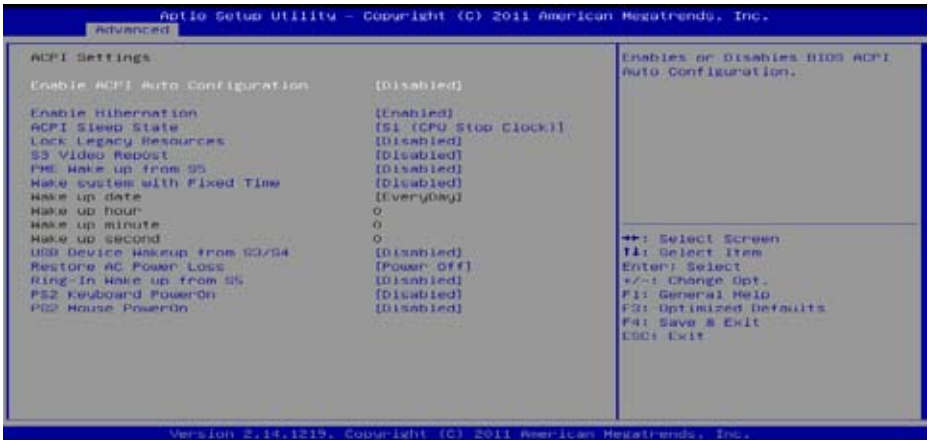 Aptio Setup Utility – Copyright (C) 2011 American Megatrends, Inc.
Advanced
ACPI Settings
Enable ACPI Auto Configuration [Disabled]
Enable Hibernation [Enabled]
ACPI Sleep State [S1 (CPU Stop Clock)]
Lock Legacy Resources [Disabled]
S3 Video Repost [Disabled]
PME Wake up from S5 [Disabled]
Wake system with Fixed Time [Disabled]
Wake up date [EveryDay]
Wake up hour 0
Wake up minute 0
Wake up second 0
USB Device Wakeup from S3/S4 [Disabled]
Restore AC Power Loss [Power Off]
Ring-In Wake up from S5 [Disabled]
PS2 Keyboard PowerOn [Disabled]
PS2 Mouse PowerOn [Disabled]
Enables or Disables BIOS ACPI
Auto Configuration.
→←: Select Screen
↑↓: Select Item
Enter: Select
+/-: Change Opt.
F1: General Help
F3: Optimized Defaults
F4: Save & Exit
ESC: Exit
Version 2.14.1219. Copyright (C) 2011 American Megatrends, Inc.